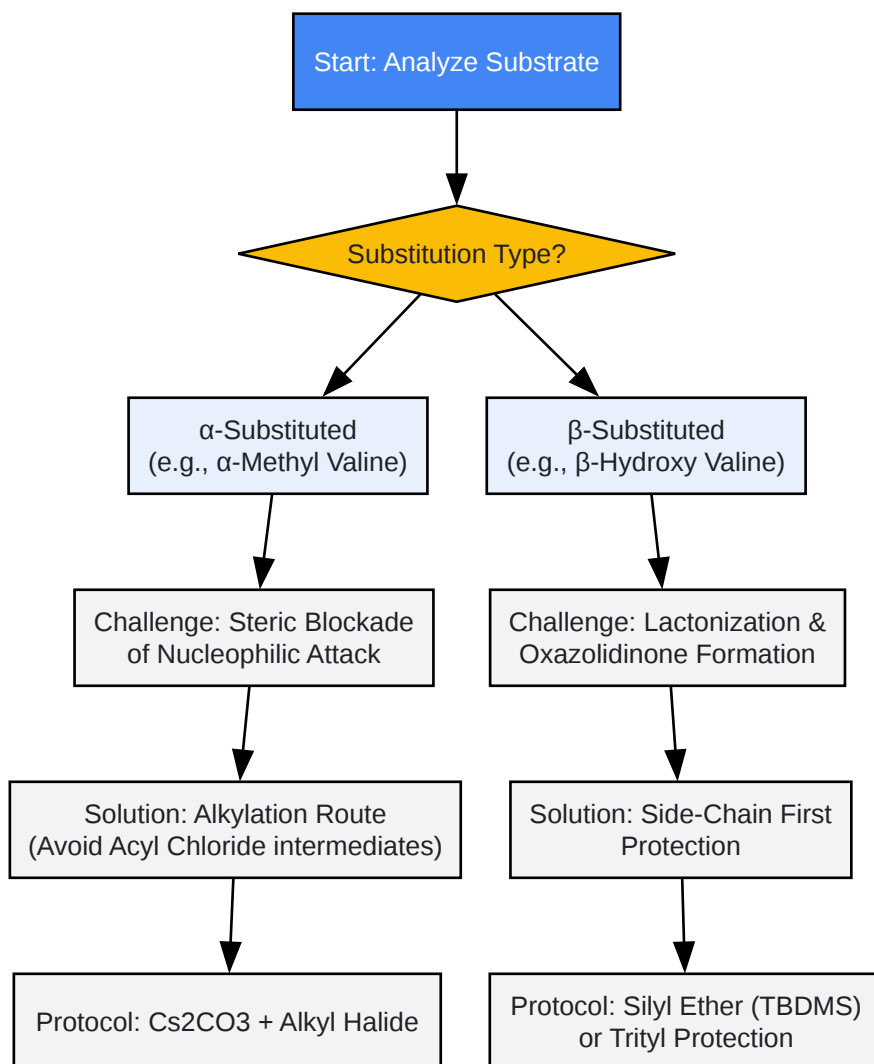 Start: Analyze Substrate
Substitution Type?
α-Substituted
(e.g., α-Methyl Valine)
β-Substituted
(e.g., β-Hydroxy Valine)
Challenge: Steric Blockade
of Nucleophilic Attack
Challenge: Lactonization &
Oxazolidinone Formation
Solution: Alkylation Route
(Avoid Acyl Chloride intermediates)
Solution: Side-Chain First
Protection
Protocol: Cs2CO3 + Alkyl Halide
Protocol: Silyl Ether (TBDMS)
or Trityl Protection